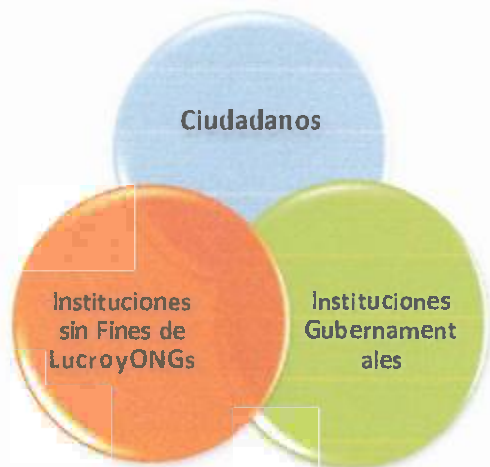 Ciudadanos
Instituciones
sin Fines de
LucroyONGs
Instituciones
Gubernament
ales